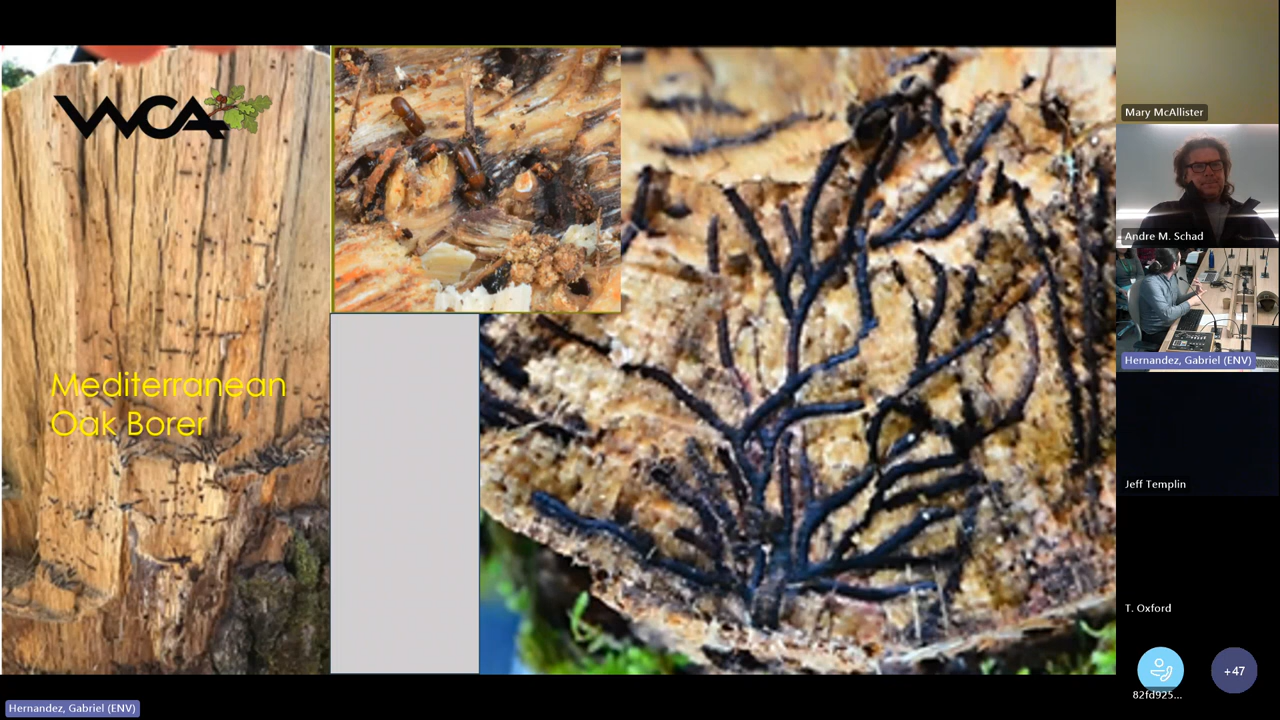 WCA
Mediterranean
Oak Borer
Mary McAllister
Andre M. Schad
Hernandez, Gabriel (ENV)
Jeff Templin
T. Oxford
82fd925...
+47
Hernandez, Gabriel (ENV)